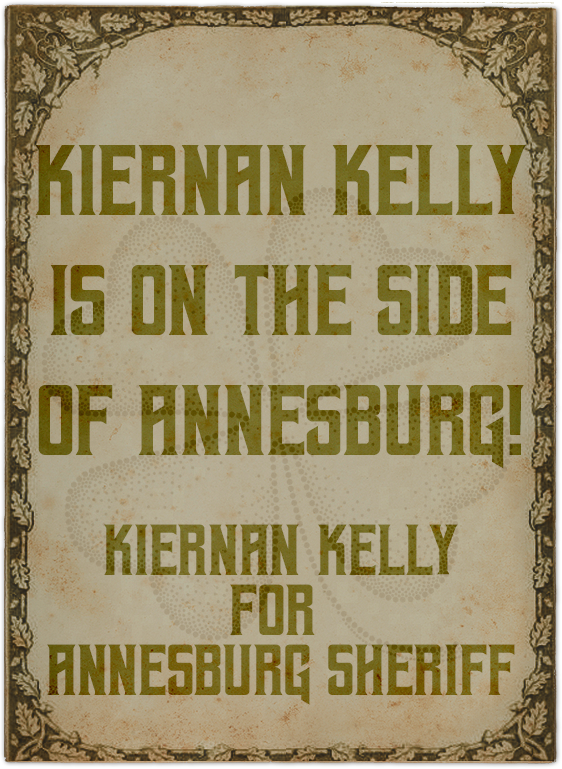 KIERNAN KELLY
IS ON THE SIDE
OF ANNESBURG!
KIERNAN KELLY
FOR
ANNESBURG SHERIFF